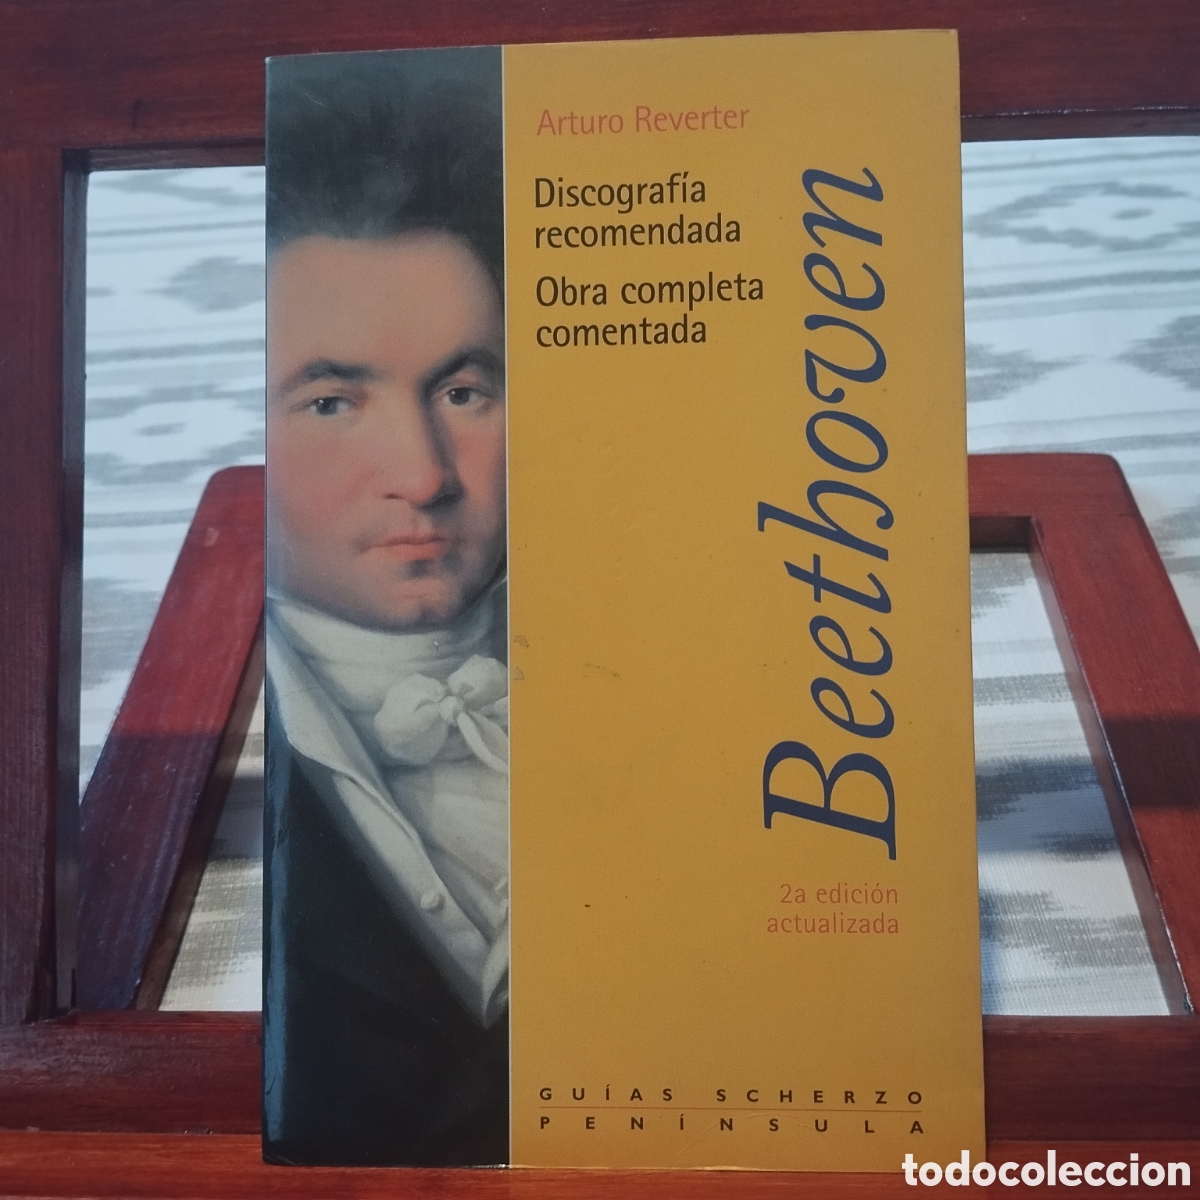 Arturo Reverter
Discografía
recomendada
Obra completa
comentada
Beethoven
2a edición
actualizada
GUÍAS SCHERZO
PENÍNSULA
todocoleccion